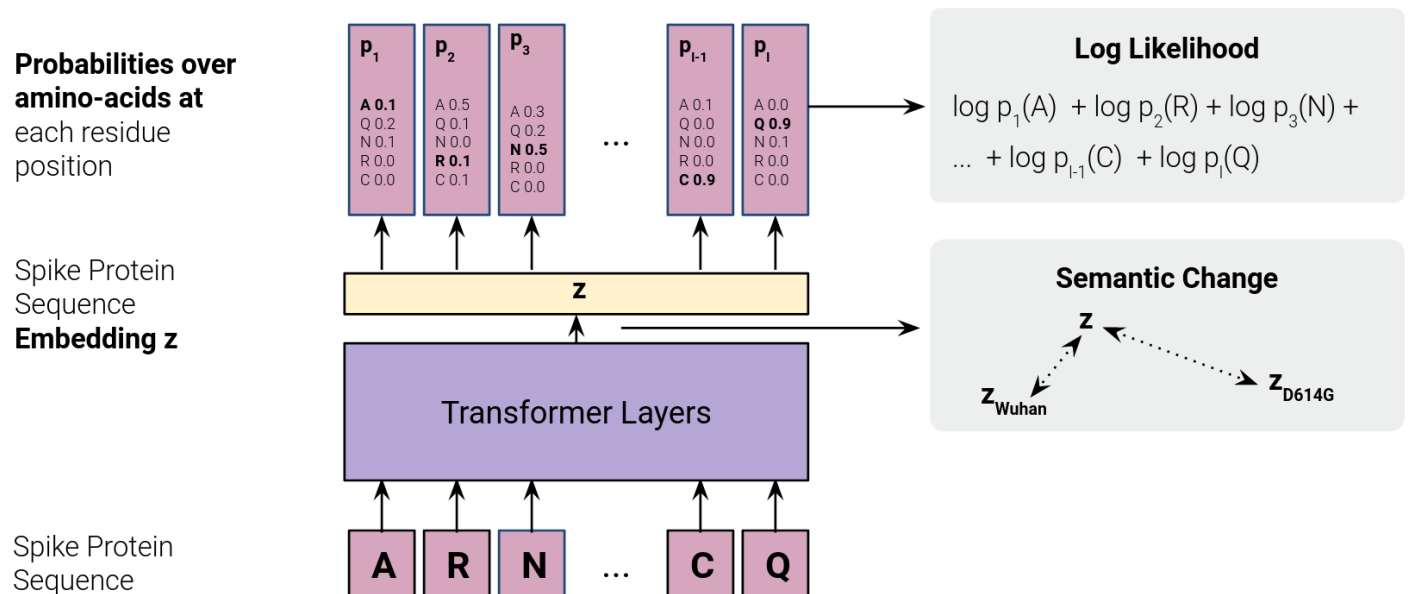 Probabilities over
amino-acids at
each residue
position
p1
A 0.1
Q 0.2
N 0.1
R 0.0
C 0.0
p2
A 0.5
Q 0.1
N 0.0
R 0.1
C 0.1
p3
A 0.3
Q 0.2
N 0.5
R 0.0
C 0.0
...
pl-1
A 0.1
Q 0.0
N 0.0
R 0.0
C 0.9
pl
A 0.0
Q 0.9
N 0.1
R 0.0
C 0.0
Log Likelihood
log p1(A) + log p2(R) + log p3(N) +
... + log pl-1(C) + log pl(Q)
Spike Protein
Sequence
Embedding z
z
Semantic Change
z
zWuhan
zD614G
Transformer Layers
Spike Protein
Sequence
A R N ... C Q